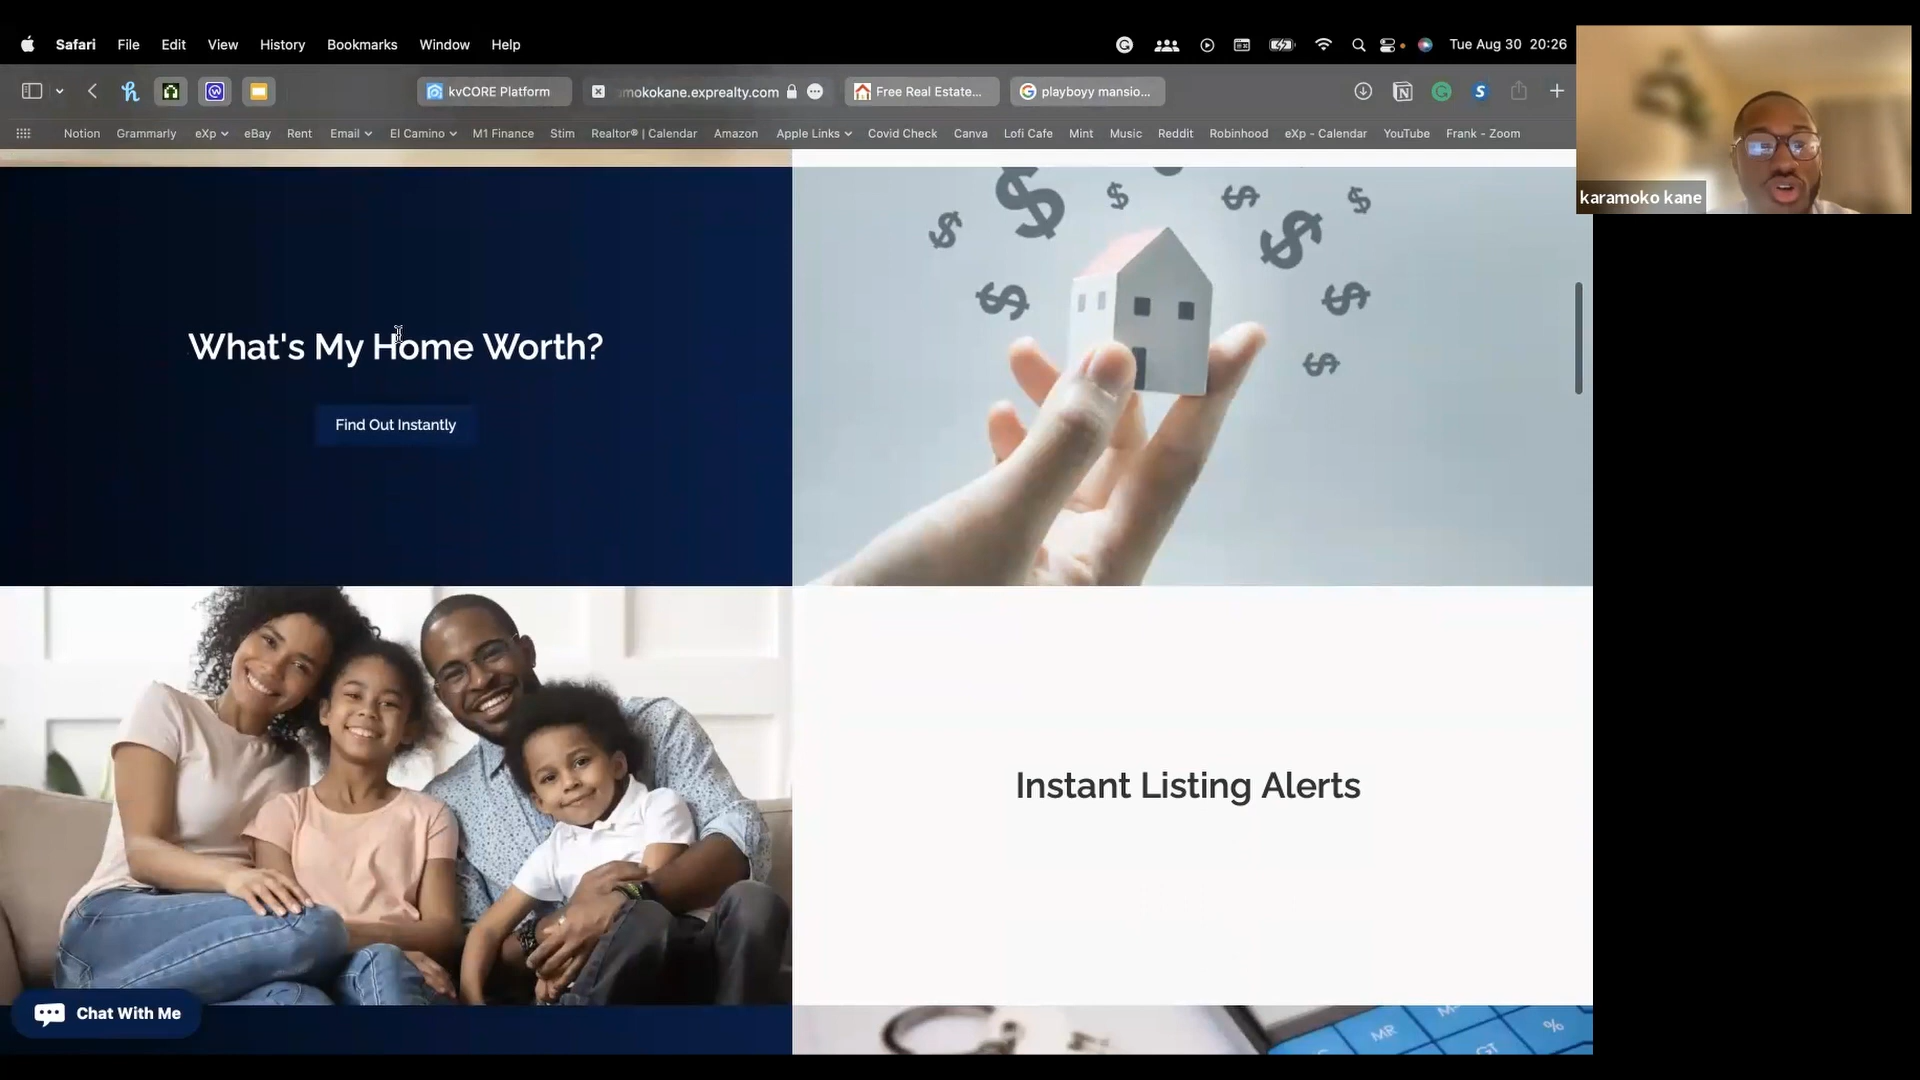 Safari File Edit View History Bookmarks Window Help Tue Aug 30 20:26
kvCORE Platform mokokane.exprealty.com Free Real Estate... playboyy mansio...
Notion Grammarly eXp eBay Rent Email El Camino M1 Finance Stim Realtor® | Calendar Amazon Apple Links Covid Check Canva Lofi Cafe Mint Music Reddit Robinhood eXp - Calendar YouTube Frank - Zoom
karamoko kane
What's My Home Worth?
Find Out Instantly
Instant Listing Alerts
Chat With Me
MR
GT
%